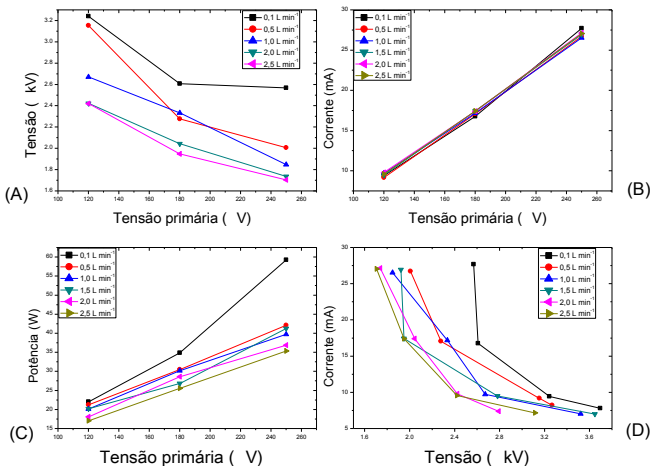 3.2
3.0
2.8
2.6
2.4
2.2
2.0
1.8
1.6
100 120 140 160 180 200 220 240 260
Tensão ( kV)
Tensão primária ( V)
0,1 L min⁻¹
0,5 L min⁻¹
1,0 L min⁻¹
2,0 L min⁻¹
2,5 L min⁻¹
(A)
30
25
20
15
10
100 120 140 160 180 200 220 240 260
Corrente (mA)
Tensão primária ( V)
0,1 L min⁻¹
0,5 L min⁻¹
1,0 L min⁻¹
1,5 L min⁻¹
2,0 L min⁻¹
2,5 L min⁻¹
(B)
60
55
50
45
40
35
30
25
20
15
100 120 140 160 180 200 220 240 260
Potência (W)
Tensão primária ( V)
0,1 L min⁻¹
0,5 L min⁻¹
1,0 L min⁻¹
1,5 L min⁻¹
2,0 L min⁻¹
2,5 L min⁻¹
(C)
30
25
20
15
10
5
1.6 2.0 2.4 2.8 3.2 3.6
Corrente (mA)
Tensão ( kV)
0,1 L min⁻¹
0,5 L min⁻¹
1,0 L min⁻¹
1,5 L min⁻¹
2,0 L min⁻¹
2,5 L min⁻¹
(D)